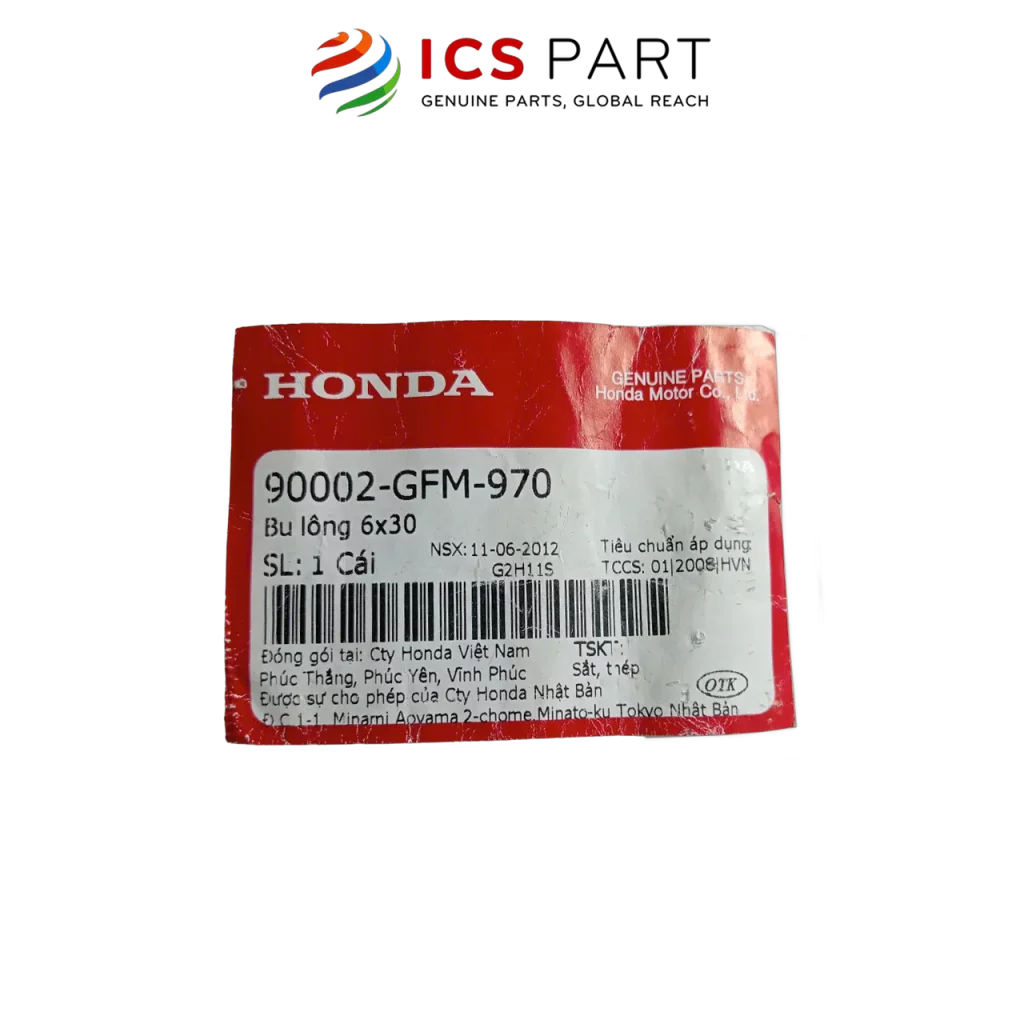 ICS PART
GENUINE PARTS, GLOBAL REACH
HONDA
GENUINE PARTS
Honda Motor Co., Ltd.
90002-GFM-970
Bu lông 6x30
SL: 1 Cái
NSX: 11-06-2012
G2H11S
Tiêu chuẩn áp dụng:
TCCS: 01|2008|HVN
Đóng gói tại: Cty Honda Việt Nam
Phúc Thắng, Phúc Yên, Vĩnh Phúc
TSKT:
Sắt, thép
Được sự cho phép của Cty Honda Nhật Bản
Đ.C 1-1, Minami Aoyama 2-chome Minato-ku Tokyo Nhật Bản
OTK